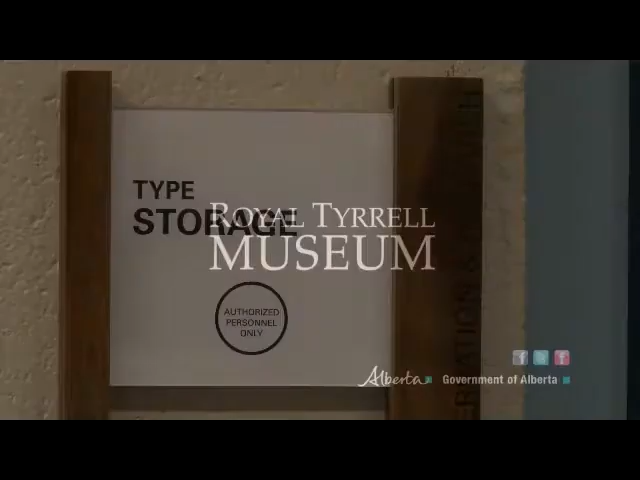 TYPE
STORAGE
ROYAL TYRRELL
MUSEUM
AUTHORIZED
PERSONNEL
ONLY
Alberta
Government of Alberta